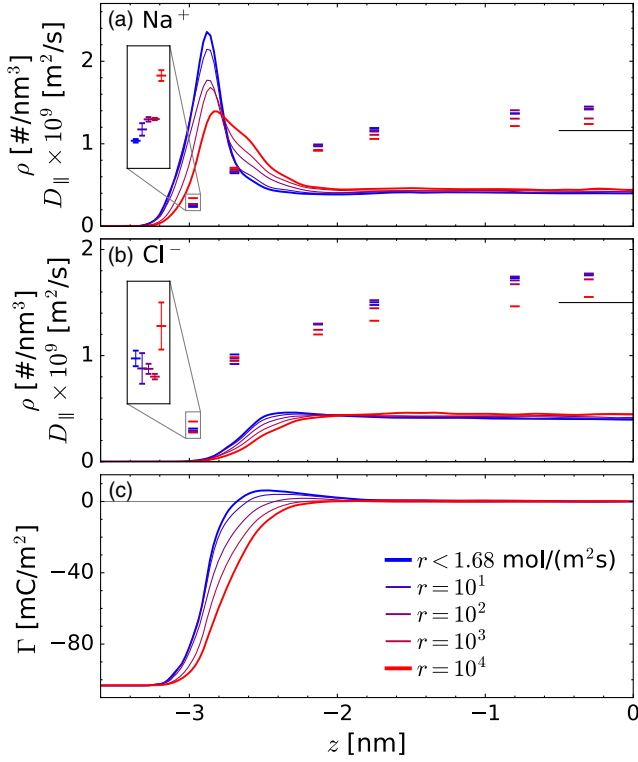 (a) Na⁺
ρ [#/nm³]
D∥ × 10⁹ [m²/s]
2
1
0
(b) Cl⁻
ρ [#/nm³]
D∥ × 10⁹ [m²/s]
2
1
0
(c)
Γ [mC/m²]
0
−40
−80
r < 1.68 mol/(m²s)
r = 10¹
r = 10²
r = 10³
r = 10⁴
−3
−2
−1
0
z [nm]